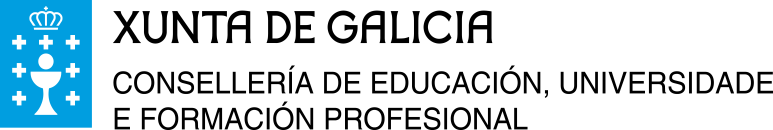 XUNTA DE GALICIA
CONSELLERÍA DE EDUCACIÓN, UNIVERSIDADE
E FORMACIÓN PROFESIONAL